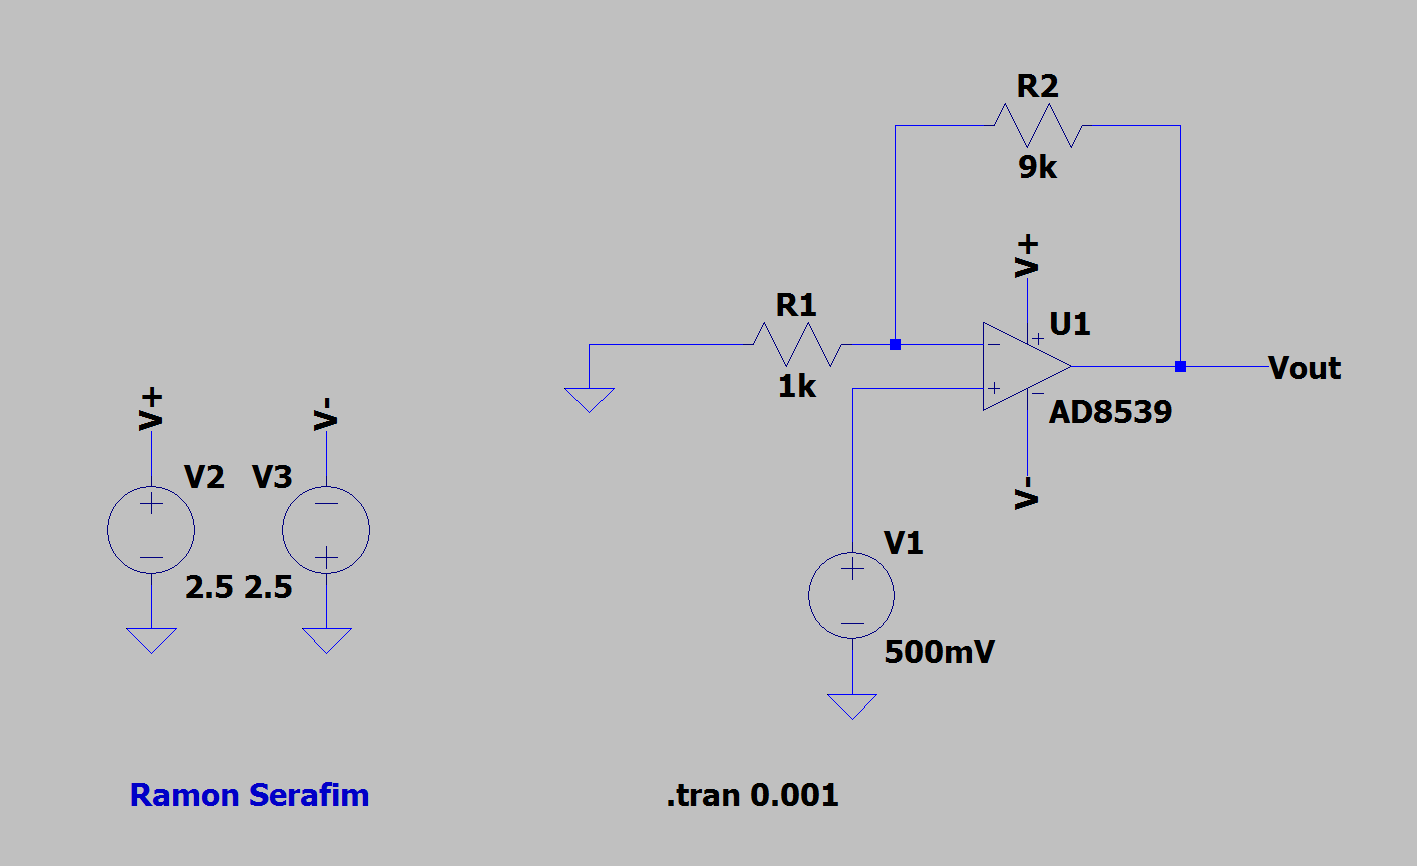 R2
9k
V+
R1
U1
1k
Vout
V+
V-
AD8539
V2
V3
V-
V1
2.5
2.5
500mV
Ramon Serafim
.tran 0.001